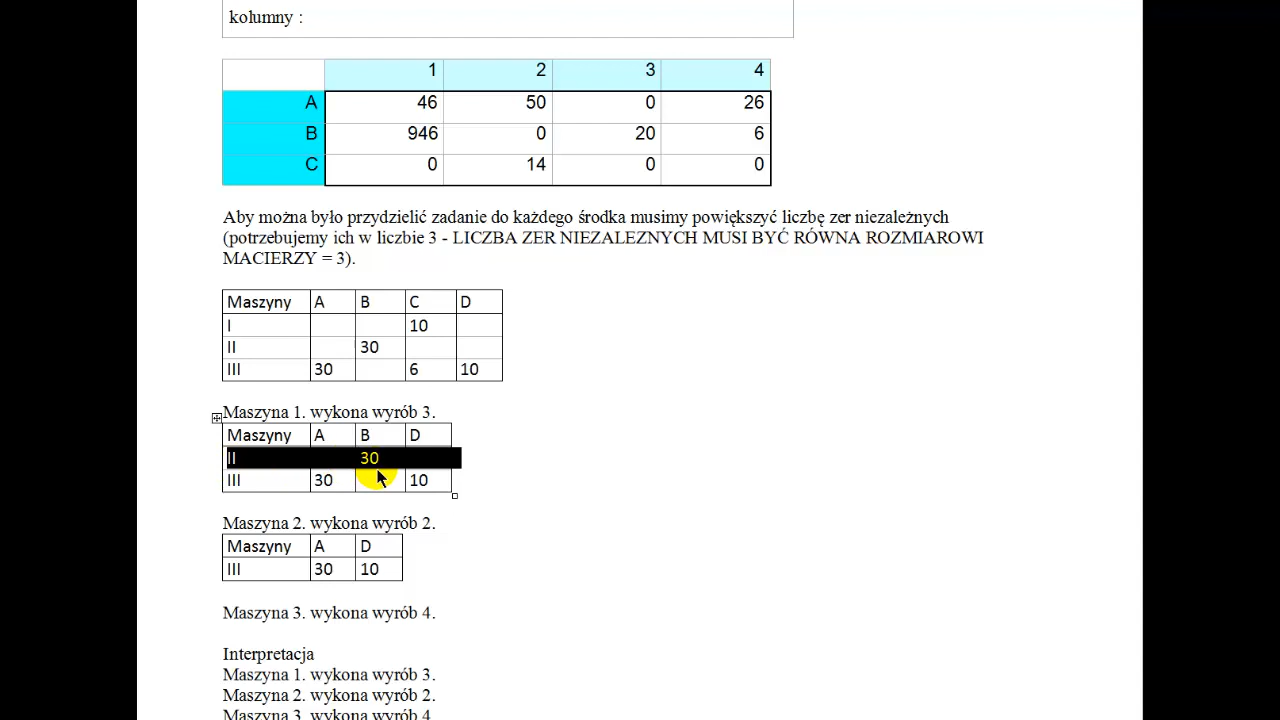 kolumny :
1 2 3 4
A 46 50 0 26
B 946 0 20 6
C 0 14 0 0
Aby można było przydzielić zadanie do każdego środka musimy powiększyć liczbę zer niezależnych
(potrzebujemy ich w liczbie 3 - LICZBA ZER NIEZALEZNYCH MUSI BYĆ RÓWNA ROZMIAROWI
MACIERZY = 3).
Maszyny A B C D
I 10
II 30
III 30 6 10
Maszyna 1. wykona wyrób 3.
Maszyny A B D
II 30
III 30 10
Maszyna 2. wykona wyrób 2.
Maszyny A D
III 30 10
Maszyna 3. wykona wyrób 4.
Interpretacja
Maszyna 1. wykona wyrób 3.
Maszyna 2. wykona wyrób 2.
Maszyna 3. wykona wyrób 4